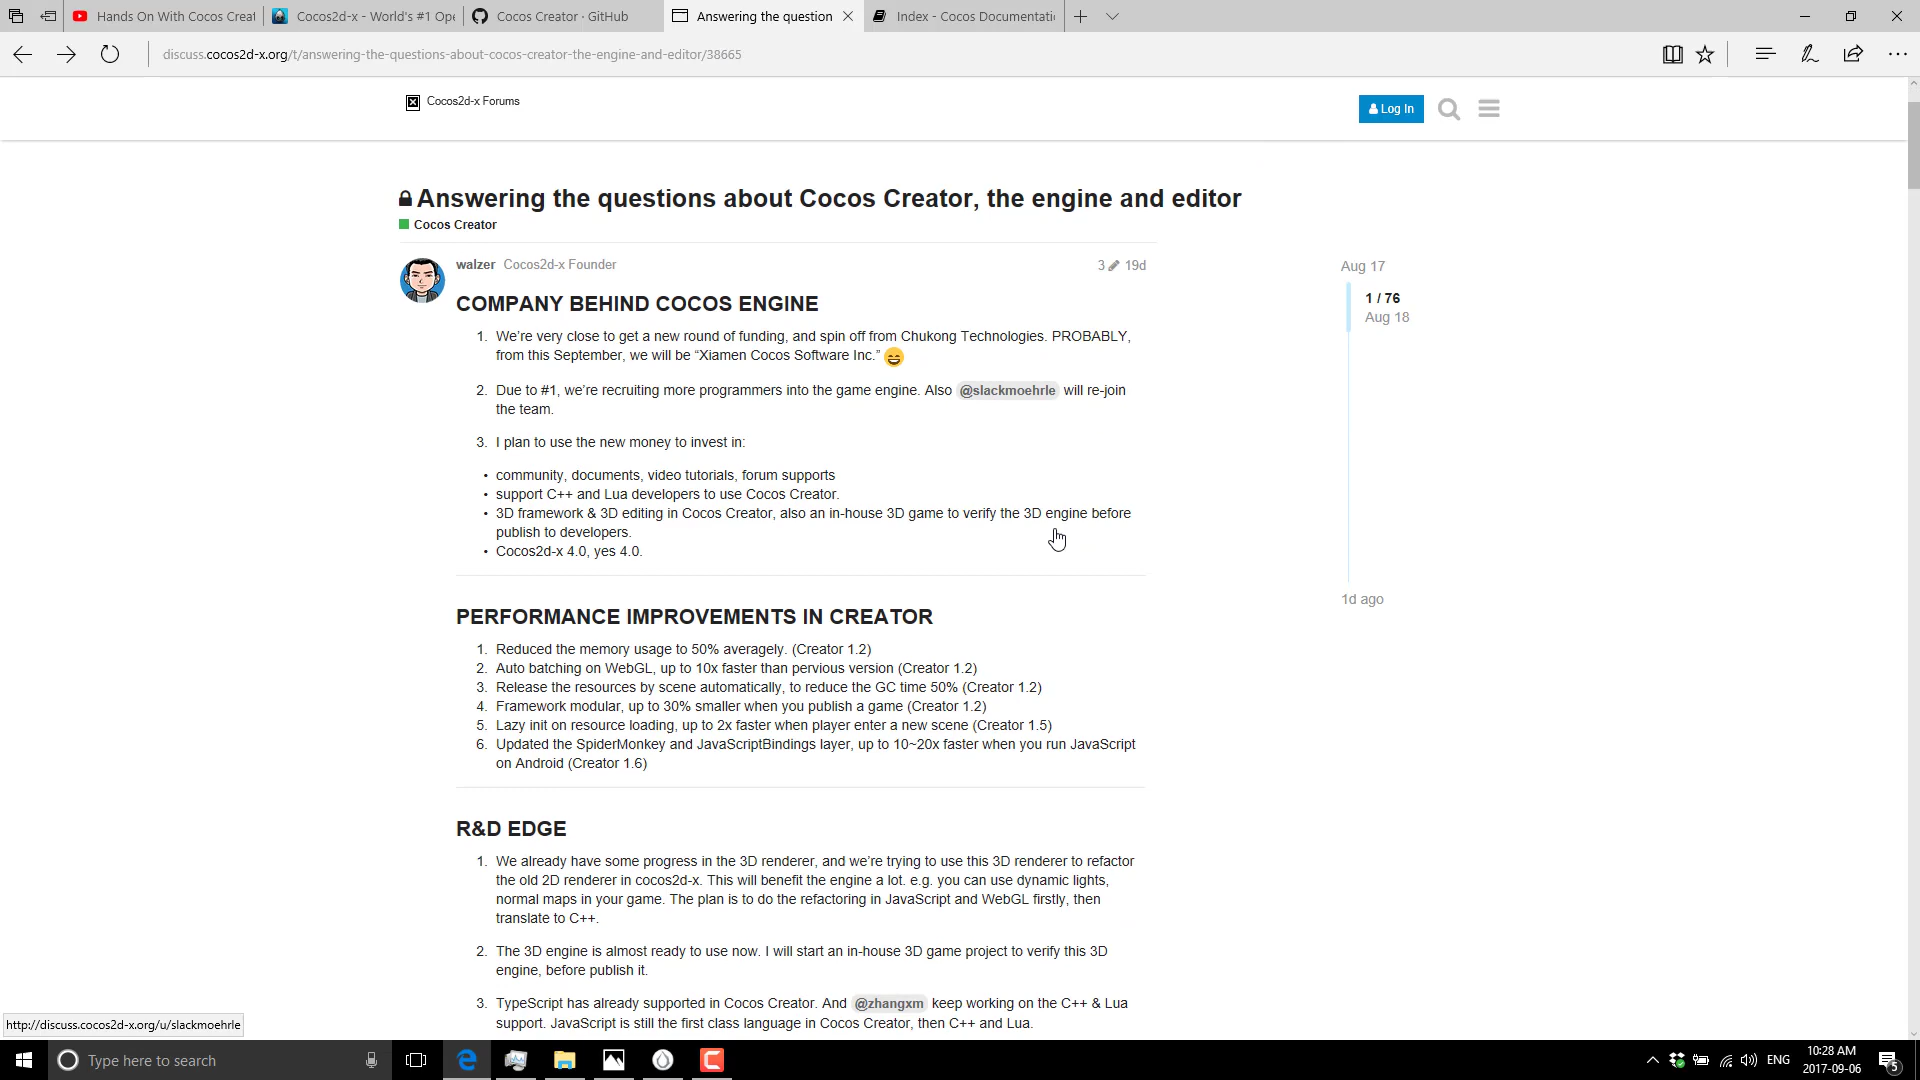 Hands On With Cocos Creat
Cocos2d-x - World's #1 Ope
Cocos Creator · GitHub
Answering the question
Index - Cocos Documentati
discuss.cocos2d-x.org/t/answering-the-questions-about-cocos-creator-the-engine-and-editor/38665
Cocos2d-x Forums
Log In
Answering the questions about Cocos Creator, the engine and editor
Cocos Creator
walzer Cocos2d-x Founder
3 19d
Aug 17
1 / 76
Aug 18
1d ago
COMPANY BEHIND COCOS ENGINE
1. We’re very close to get a new round of funding, and spin off from Chukong Technologies. PROBABLY,
from this September, we will be “Xiamen Cocos Software Inc.”
2. Due to #1, we’re recruiting more programmers into the game engine. Also @slackmoehrle will re-join
the team.
3. I plan to use the new money to invest in:
• community, documents, video tutorials, forum supports
• support C++ and Lua developers to use Cocos Creator.
• 3D framework & 3D editing in Cocos Creator, also an in-house 3D game to verify the 3D engine before
publish to developers.
• Cocos2d-x 4.0, yes 4.0.
PERFORMANCE IMPROVEMENTS IN CREATOR
1. Reduced the memory usage to 50% averagely. (Creator 1.2)
2. Auto batching on WebGL, up to 10x faster than pervious version (Creator 1.2)
3. Release the resources by scene automatically, to reduce the GC time 50% (Creator 1.2)
4. Framework modular, up to 30% smaller when you publish a game (Creator 1.2)
5. Lazy init on resource loading, up to 2x faster when player enter a new scene (Creator 1.5)
6. Updated the SpiderMonkey and JavaScriptBindings layer, up to 10~20x faster when you run JavaScript
on Android (Creator 1.6)
R&D EDGE
1. We already have some progress in the 3D renderer, and we’re trying to use this 3D renderer to refactor
the old 2D renderer in cocos2d-x. This will benefit the engine a lot. e.g. you can use dynamic lights,
normal maps in your game. The plan is to do the refactoring in JavaScript and WebGL firstly, then
translate to C++.
2. The 3D engine is almost ready to use now. I will start an in-house 3D game project to verify this 3D
engine, before publish it.
3. TypeScript has already supported in Cocos Creator. And @zhangxm keep working on the C++ & Lua
support. JavaScript is still the first class language in Cocos Creator, then C++ and Lua.
http://discuss.cocos2d-x.org/u/slackmoehrle
Type here to search
ENG
10:28 AM
2017-09-06
5